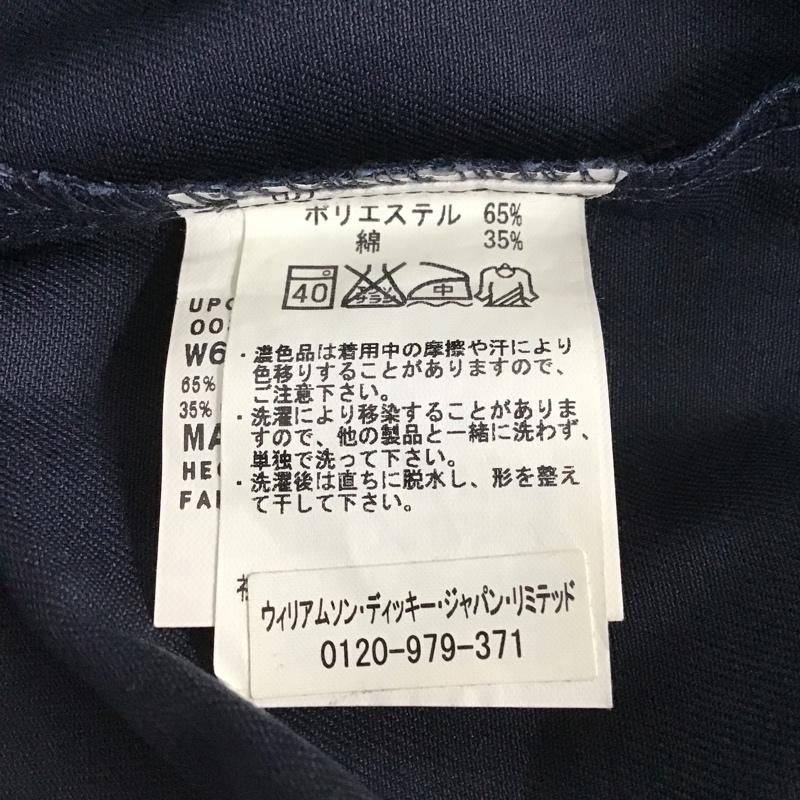 ポリエステル 65%
綿 35%
40
エンソ
サラシ
中
・濃色品は着用中の摩擦や汗により
色移りすることがありますので、
ご注意下さい。
・洗濯により移染することがありま
すので、他の製品と一緒に洗わず、
単独で洗って下さい。
・洗濯後は直ちに脱水し、形を整え
て干して下さい。
ウィリアムソン・ディッキー・ジャパン・リミテッド
0120-979-371
UPC
00
W6
65%
35%
MA
HE
FA